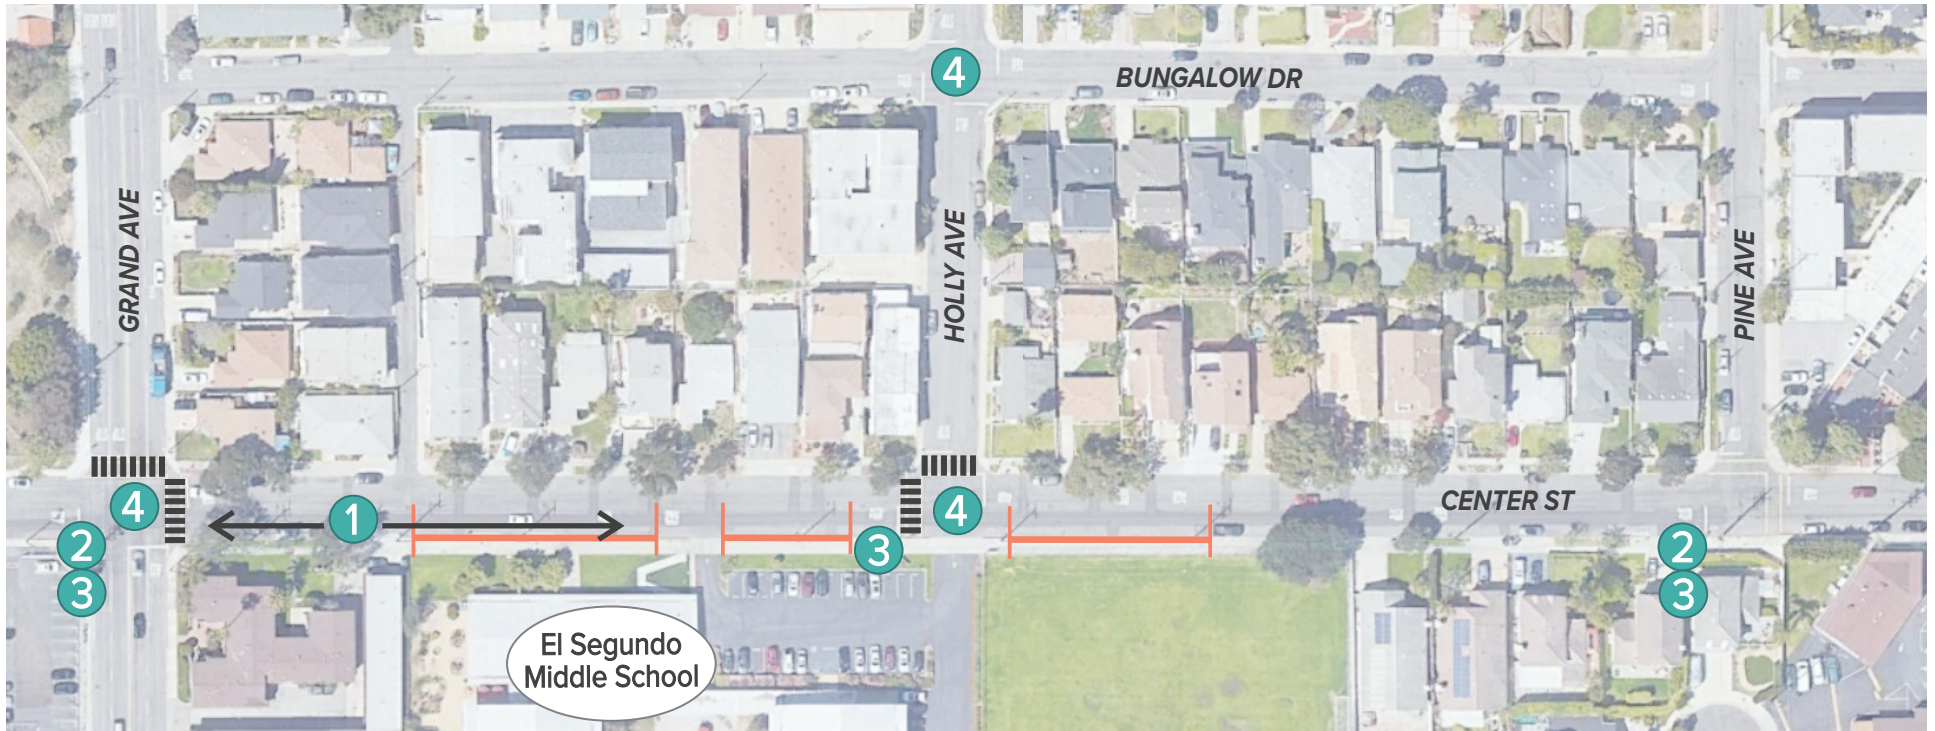 4
BUNGALOW DR
GRAND AVE
HOLLY AVE
PINE AVE
CENTER ST
4
1
4
2
3
3
2
3
El Segundo
Middle School